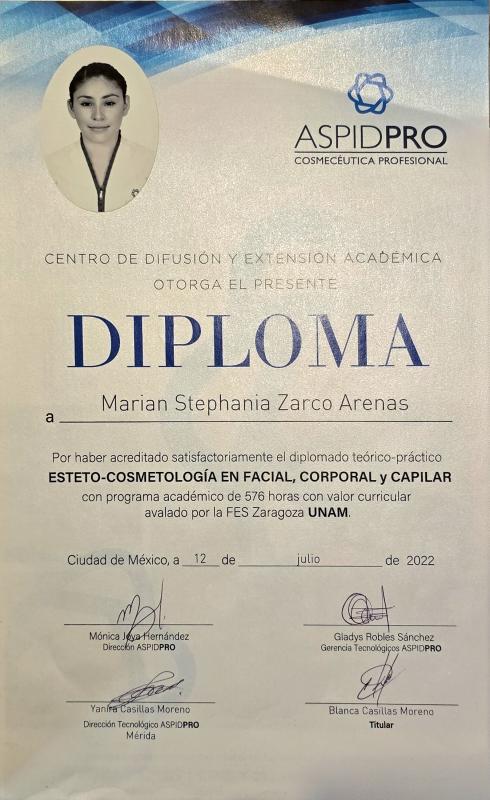 ASPIDPRO
COSMECÉUTICA PROFESIONAL
CENTRO DE DIFUSIÓN Y EXTENSIÓN ACADÉMICA
OTORGA EL PRESENTE
DIPLOMA
a Marian Stephania Zarco Arenas
Por haber acreditado satisfactoriamente el diplomado teórico-práctico
ESTETO-COSMETOLOGÍA EN FACIAL, CORPORAL y CAPILAR
con programa académico de 576 horas con valor curricular
avalado por la FES Zaragoza UNAM.
Ciudad de México, a 12 de julio de 2022
Mónica Joya Hernández
Dirección ASPIDPRO
Gladys Robles Sánchez
Gerencia Tecnológicos ASPIDPRO
Yanira Casillas Moreno
Dirección Tecnológico ASPIDPRO
Mérida
Blanca Casillas Moreno
Titular